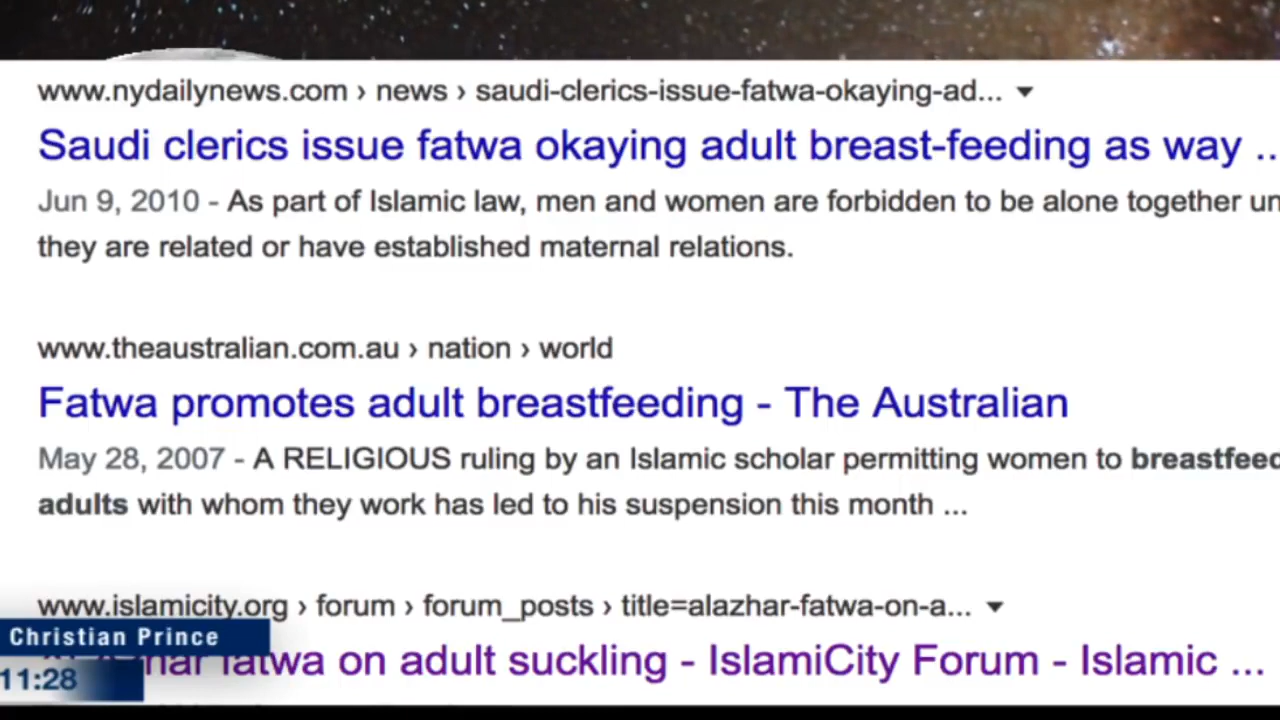 www.nydailynews.com › news › saudi-clerics-issue-fatwa-okaying-ad...
Saudi clerics issue fatwa okaying adult breast-feeding as way ..
Jun 9, 2010 - As part of Islamic law, men and women are forbidden to be alone together un
they are related or have established maternal relations.
www.theaustralian.com.au › nation › world
Fatwa promotes adult breastfeeding - The Australian
May 28, 2007 - A RELIGIOUS ruling by an Islamic scholar permitting women to breastfeed
adults with whom they work has led to his suspension this month ...
www.islamicity.org › forum › forum_posts › title=alazhar-fatwa-on-a...
Christian Prince
fatwa on adult suckling - IslamiCity Forum - Islamic ...
11:28